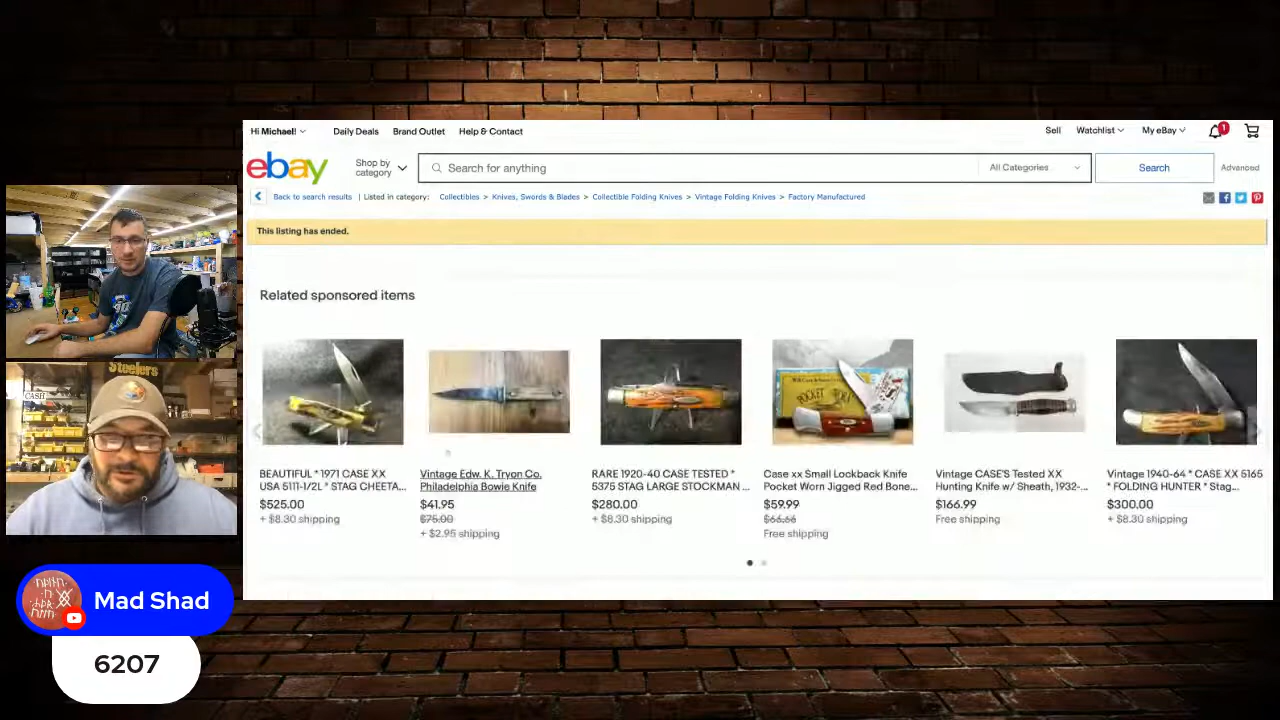 Hi Michael!
Daily Deals
Brand Outlet
Help & Contact
Sell
Watchlist
My eBay
1
ebay
Shop by
category
Search for anything
All Categories
Search
Advanced
Back to search results | Listed in category: Collectibles > Knives, Swords & Blades > Collectible Folding Knives > Vintage Folding Knives > Factory Manufactured
This listing has ended.
Related sponsored items
BEAUTIFUL * 1971 CASE XX
USA 5111-1/2L * STAG CHEETA...
$525.00
+ $8.30 shipping
Vintage Edw. K. Tryon Co.
Philadelphia Bowie Knife
$41.95
$75.00
+ $2.95 shipping
RARE 1920-40 CASE TESTED *
5375 STAG LARGE STOCKMAN ...
$280.00
+ $8.30 shipping
Case xx Small Lockback Knife
Pocket Worn Jigged Red Bone...
$59.99
$66.66
Free shipping
Vintage CASE'S Tested XX
Hunting Knife w/ Sheath, 1932-...
$166.99
Free shipping
Vintage 1940-64 * CASE XX 5165
* FOLDING HUNTER * Stag...
$300.00
+ $8.30 shipping
Steelers
CASH
Mad Shad
6207